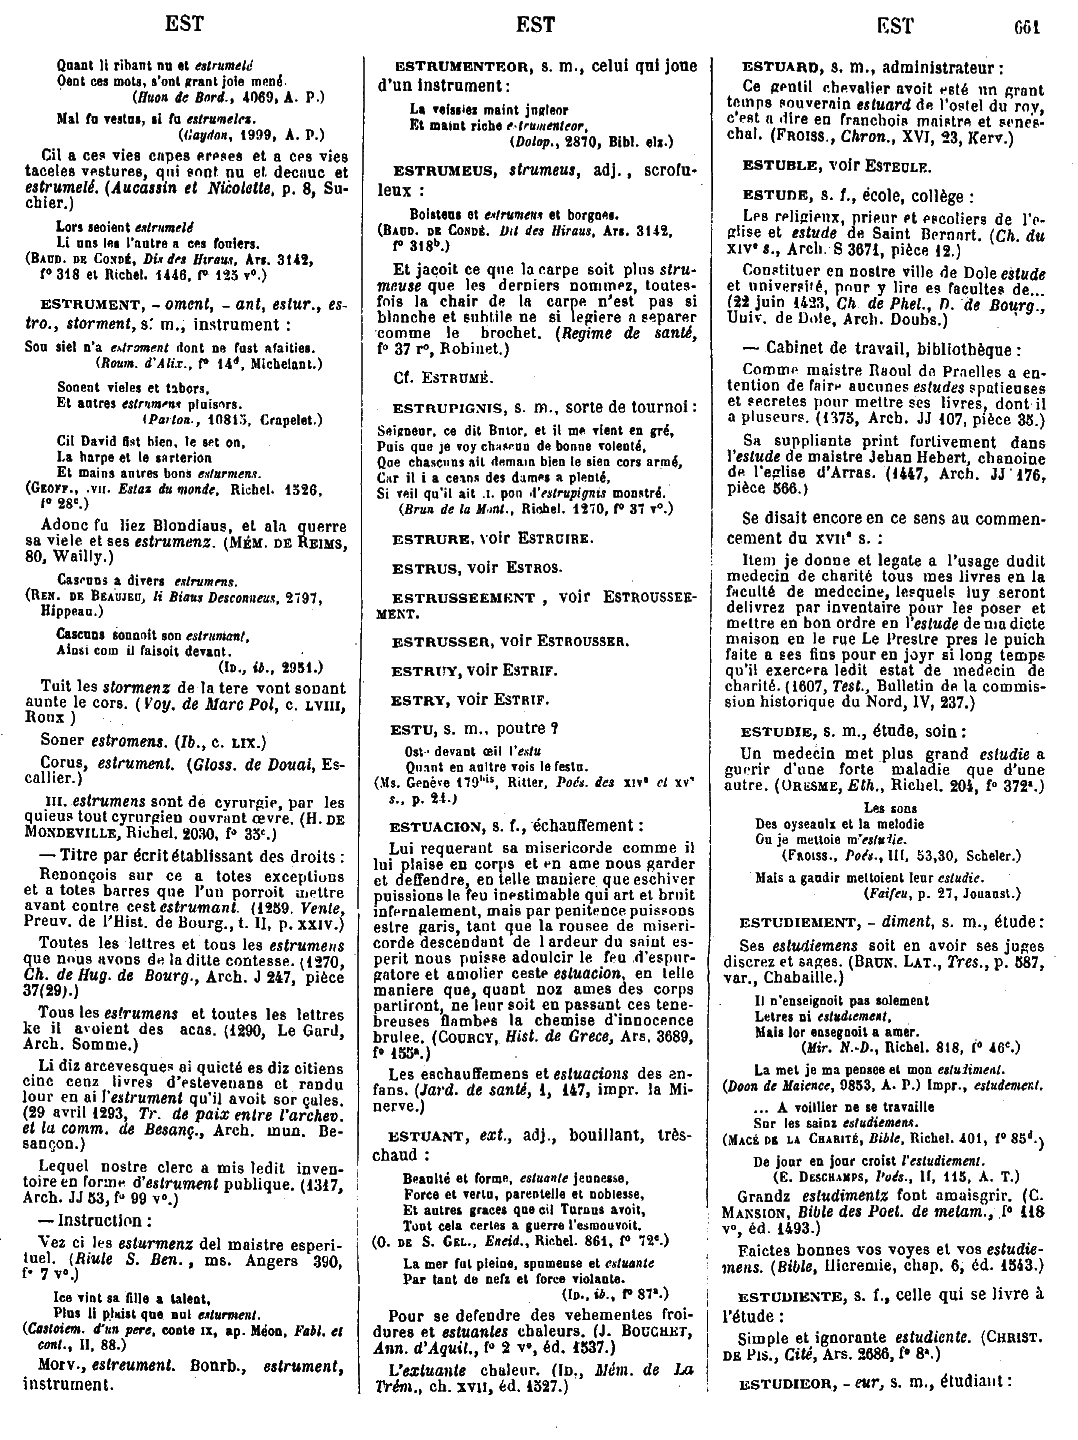 EST
EST
EST
661
Quant li ribant nu et estrumelé
Oent ces mots, s'ont grant joie mené.
(Huon de Bord., 4069, A. P.)
Mal fu vestus, si fu estrumelez.
(Gaydon, 1999, A. P.)
Cil a ces vies capes ereses et a ces vies
taceles vestures, qui sont nu et decauc et
estrumelé. (Aucassin et Nicolette, p. 8, Su-
chier.)
Lors seoient estrumelé
Li uns les l'autre a ces fouiers.
(BAUD. DE CONDÉ, Dis des Hiraus, Ars. 3142,
f° 318 et Richel. 1446, f° 123 v°.)
ESTRUMENT, - oment, - ant, estur., es-
tro., storment, s. m., instrument :
Son siel n'a estroment dont ne fust afaities.
(Roum. d'Alix., f° 14d, Michelant.)
Sonent vieles et tabors,
Et autres estrumens pluisors.
(Parton., 10813, Crapelet.)
Cil David fist bien, le set on,
La harpe et le sarterion
Et mains autres bons esturmens.
(GEOFF., .VII. Estaz du monde, Richel. 1526,
f° 28c.)
Adonc fu liez Blondiaus, et ala querre
sa viele et ses estrumenz. (MÉM. DE REIMS,
80, Wailly.)
Cascuns a divers estrumens.
(REN. DE BEAUJEU, li Biaus Desconneus, 2797,
Hippeau.)
Cascuns sonnoit son estrumant,
Ainsi com il faisoit devant.
(ID., ib., 2951.)
Tuit les stormenz de la tere vont sonant
aunte le cors. (Voy. de Marc Pol, c. LVIII,
Roux )
Soner estromens. (Ib., c. LIX.)
Corus, estrument. (Gloss. de Douai, Es-
callier.)
III. estrumens sont de cyrurgie, par les
quieus tout cyrurgien ouvrant œvre. (H. DE
MONDEVILLE, Richel. 2030, f° 33c.)
— Titre par écrit établissant des droits :
Renonçois sur ce a totes exceptions
et a totes barres que l'un porroit mettre
avant contre cest estrumant. (1259. Vente,
Preuv. de l'Hist. de Bourg., t. II, p. XXIV.)
Toutes les lettres et tous les estrumens
que nous avons de la ditte contesse. (1270,
Ch. de Hug. de Bourg., Arch. J 247, pièce
37(29).)
Tous les estrumens et toutes les lettres
ke il avoient des acas. (1290, Le Gard,
Arch. Somme.)
Li diz arcevesques ai quicté es diz citiens
cinc cenz livres d'estevenans et randu
lour en ai l'estrument qu'il avoit sor çules.
(29 avril 1293, Tr. de paix entre l'archev.
et la comm. de Besanç., Arch. mun. Be-
sançon.)
Lequel nostre clerc a mis ledit inven-
toire en forme d'estrument publique. (1317,
Arch. JJ 53, f° 99 v°.)
— Instruction :
Vez ci les esturmenz del maistre esperi-
tuel. (Riule S. Ben. , ms. Angers 390,
f° 7 v°.)
Ice vint sa fille a talent,
Plus li plaist que nul esturment.
(Castoiem. d'un pere, conte IX, ap. Méon, Fabl. et
cont., II, 88.)
Morv., estreument. Bourb., estrument,
instrument.
ESTRUMENTEOR, s. m., celui qui joue
d'un instrument :
La veissiez maint jugleor
Et maint riche estrumenteor,
(Dolop., 2870, Bibl. elz.)
ESTRUMEUS, strumeus, adj., scrofu-
leux :
Boisteus et estrumeus et borgnes.
(BAUD. DE CONDÉ. Dit des Hiraus, Ars. 3142,
f° 318b.)
Et jaçoit ce que la carpe soit plus stru-
meuse que les derniers nommez, toutes-
fois la chair de la carpe n'est pas si
blanche et subtile ne si legiere a separer
comme le brochet. (Regime de santé,
f° 37 r°, Robinet.)
Cf. ESTRUMÉ.
ESTRUPIGNIS, s. m., sorte de tournoi :
Seigneur, ce dit Butor, et il me vient en gré,
Puis que je voy chascun de bonne volenté,
Que chascuns ait demain bien le sien cors armé,
Car il i a ceans des dames a plenté,
Si veil qu'il ait .I. pou d'estrupignis monstré.
(Brun de la Mont., Richel. 1270, f° 37 v°.)
ESTRURE, voir ESTRUIRE.
ESTRUS, voir ESTROS.
ESTRUSSEEMENT , voir ESTROUSSEE-
MENT.
ESTRUSSER, voir ESTROUSSER.
ESTRUY, voir ESTRIF.
ESTRY, voir ESTRIF.
ESTU, s. m., poutre ?
Oste devant œil l'estu
Quant en aultre vois le festu.
(Ms. Genève 179bis, Ritter, Poés. des XIVe et XVe
s., p. 24.)
ESTUACION, s. f., échauffement :
Lui requerant sa misericorde comme il
lui plaise en corps et en ame nous garder
et deffendre, en telle maniere que eschiver
puissions le feu inestimable qui art et bruit
infernalement, mais par penitence puissons
estre garis, tant que la rousee de miseri-
corde descendant de l ardeur du saint es-
perit nous puisse adoulcir le feu d'espur-
gatore et amolier ceste estuacion, en telle
maniere que, quant noz ames des corps
partiront, ne leur soit en passant ces tene-
breuses flambes la chemise d'innocence
brulee. (COURCY, Hist. de Grece, Ars. 3689,
f° 155a.)
Les eschauffemens et estuacions des en-
fans. (Jard. de santé, I, 147, impr. la Mi-
nerve.)
ESTUANT, ext., adj., bouillant, très-
chaud :
Beaulté et forme, estuante jeunesse,
Force et vertu, parentelle et noblesse,
Et autres graces que cil Turnus avoit,
Tout cela certes a guerre l'esmouvoit.
(O. DE S. GEL., Eneid., Richel. 861, f° 72c.)
La mer fut pleine, spumeuse et estuante
Par tant de nefz et force violante.
(ID., ib., f° 87a.)
Pour se defendre des vehementes froi-
dures et estuantes chaleurs. (J. BOUCHET,
Ann. d'Aquit., f° 2 v°, éd. 1537.)
L'extuante chaleur. (ID., Mém. de La
Trém., ch. XVII, éd. 1527.)
ESTUARD, s. m., administrateur :
Ce gentil chevalier avoit esté un grant
temps souverain estuard de l'ostel du roy,
c'est a dire en franchois maistre et senes-
chal. (FROISS., Chron., XVI, 23, Kerv.)
ESTUBLE, voir ESTEULE.
ESTUDE, s. f., école, collège :
Les religieux, prieur et escoliers de l'e-
glise et estude de Saint Bernart. (Ch. du
XIVe s., Arch. S 3671, pièce 12.)
Constituer en nostre ville de Dole estude
et université, pour y lire es facultes de...
(22 juin 1423, Ch. de Phel., D. de Bourg.,
Univ. de Dole, Arch. Doubs.)
— Cabinet de travail, bibliothèque :
Comme maistre Raoul de Praelles a en-
tention de faire aucunes estudes spatieuses
et secretes pour mettre ses livres, dont il
a pluseurs. (1373, Arch. JJ 107, pièce 35.)
Sa suppliante print furtivement dans
l'estude de maistre Jehan Hebert, chanoine
de l'eglise d'Arras. (1447, Arch. JJ 176,
pièce 566.)
Se disait encore en ce sens au commen-
cement du XVIIe s. :
Item je donne et legate a l'usage dudit
medecin de charité tous mes livres en la
faculté de medecine, lesquels luy seront
delivrez par inventaire pour les poser et
mettre en bon ordre en l'estude de ma dicte
maison en le rue Le Prestre pres le puich
faite a ses fins pour en joyr si long temps
qu'il exercera ledit estat de medecin de
charité. (1607, Test., Bulletin de la commis-
sion historique du Nord, IV, 237.)
ESTUDIE, s. m., étude, soin :
Un medecin met plus grand estudie a
guerir d'une forte maladie que d'une
autre. (ORESME, Eth., Richel. 204, f° 372a.)
Les sons
Des oyseaulx et la melodie
Ou je mettoie m'estudie.
(FROISS., Poés., III, 53,30, Scheler.)
Mais a gaudir mettoient leur estudie.
(Faifeu, p. 27, Jouaust.)
ESTUDIEMENT, - diment, s. m., étude :
Ses estudiemens soit en avoir ses juges
discrez et sages. (BRUN. LAT., Tres., p. 587,
var., Chabaille.)
Il n'enseignoit pas solement
Letres ni estudiement,
Mais lor ensegnoit a amer.
(Mir. N.-D., Richel. 818, f° 46c.)
La met je ma pensee et mon estudiment.
(Doon de Maience, 9853, A. P.) Impr., estudement.
... A voillier ne se travaille
Sor les sainz estudiemens.
(MACÉ DE LA CHARITÉ, Bible, Richel. 401, f° 85d.)
De jour en jour croist l'estudiement.
(E. DESCHAMPS, Poés., II, 115, A. T.)
Grandz estudimentz font amaisgrir. (C.
MANSION, Bible des Poet. de metam., f° 118
v°, éd. 1493.)
Faictes bonnes vos voyes et vos estudie-
mens. (Bible, Hieremie, chap. 6, éd. 1543.)
ESTUDIENTE, s. f., celle qui se livre à
l'étude :
Simple et ignorante estudiente. (CHRIST.
DE PIS., Cité, Ars. 2686, f° 8a.)
ESTUDIEOR, - eur, s. m., étudiant :